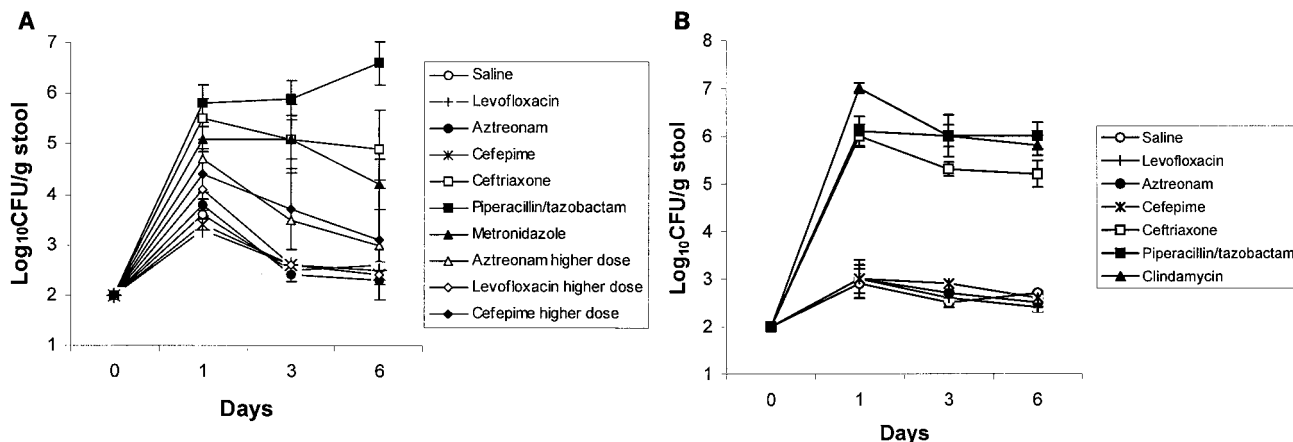 A
Log₁₀CFU/g stool
7
6
5
4
3
2
1
0
1
3
6
Days
Saline
Levofloxacin
Aztreonam
Cefepime
Ceftriaxone
Piperacillin/tazobactam
Metronidazole
Aztreonam higher dose
Levofloxacin higher dose
Cefepime higher dose
B
Log₁₀CFU/g stool
8
7
6
5
4
3
2
1
0
1
3
6
Days
Saline
Levofloxacin
Aztreonam
Cefepime
Ceftriaxone
Piperacillin/tazobactam
Clindamycin